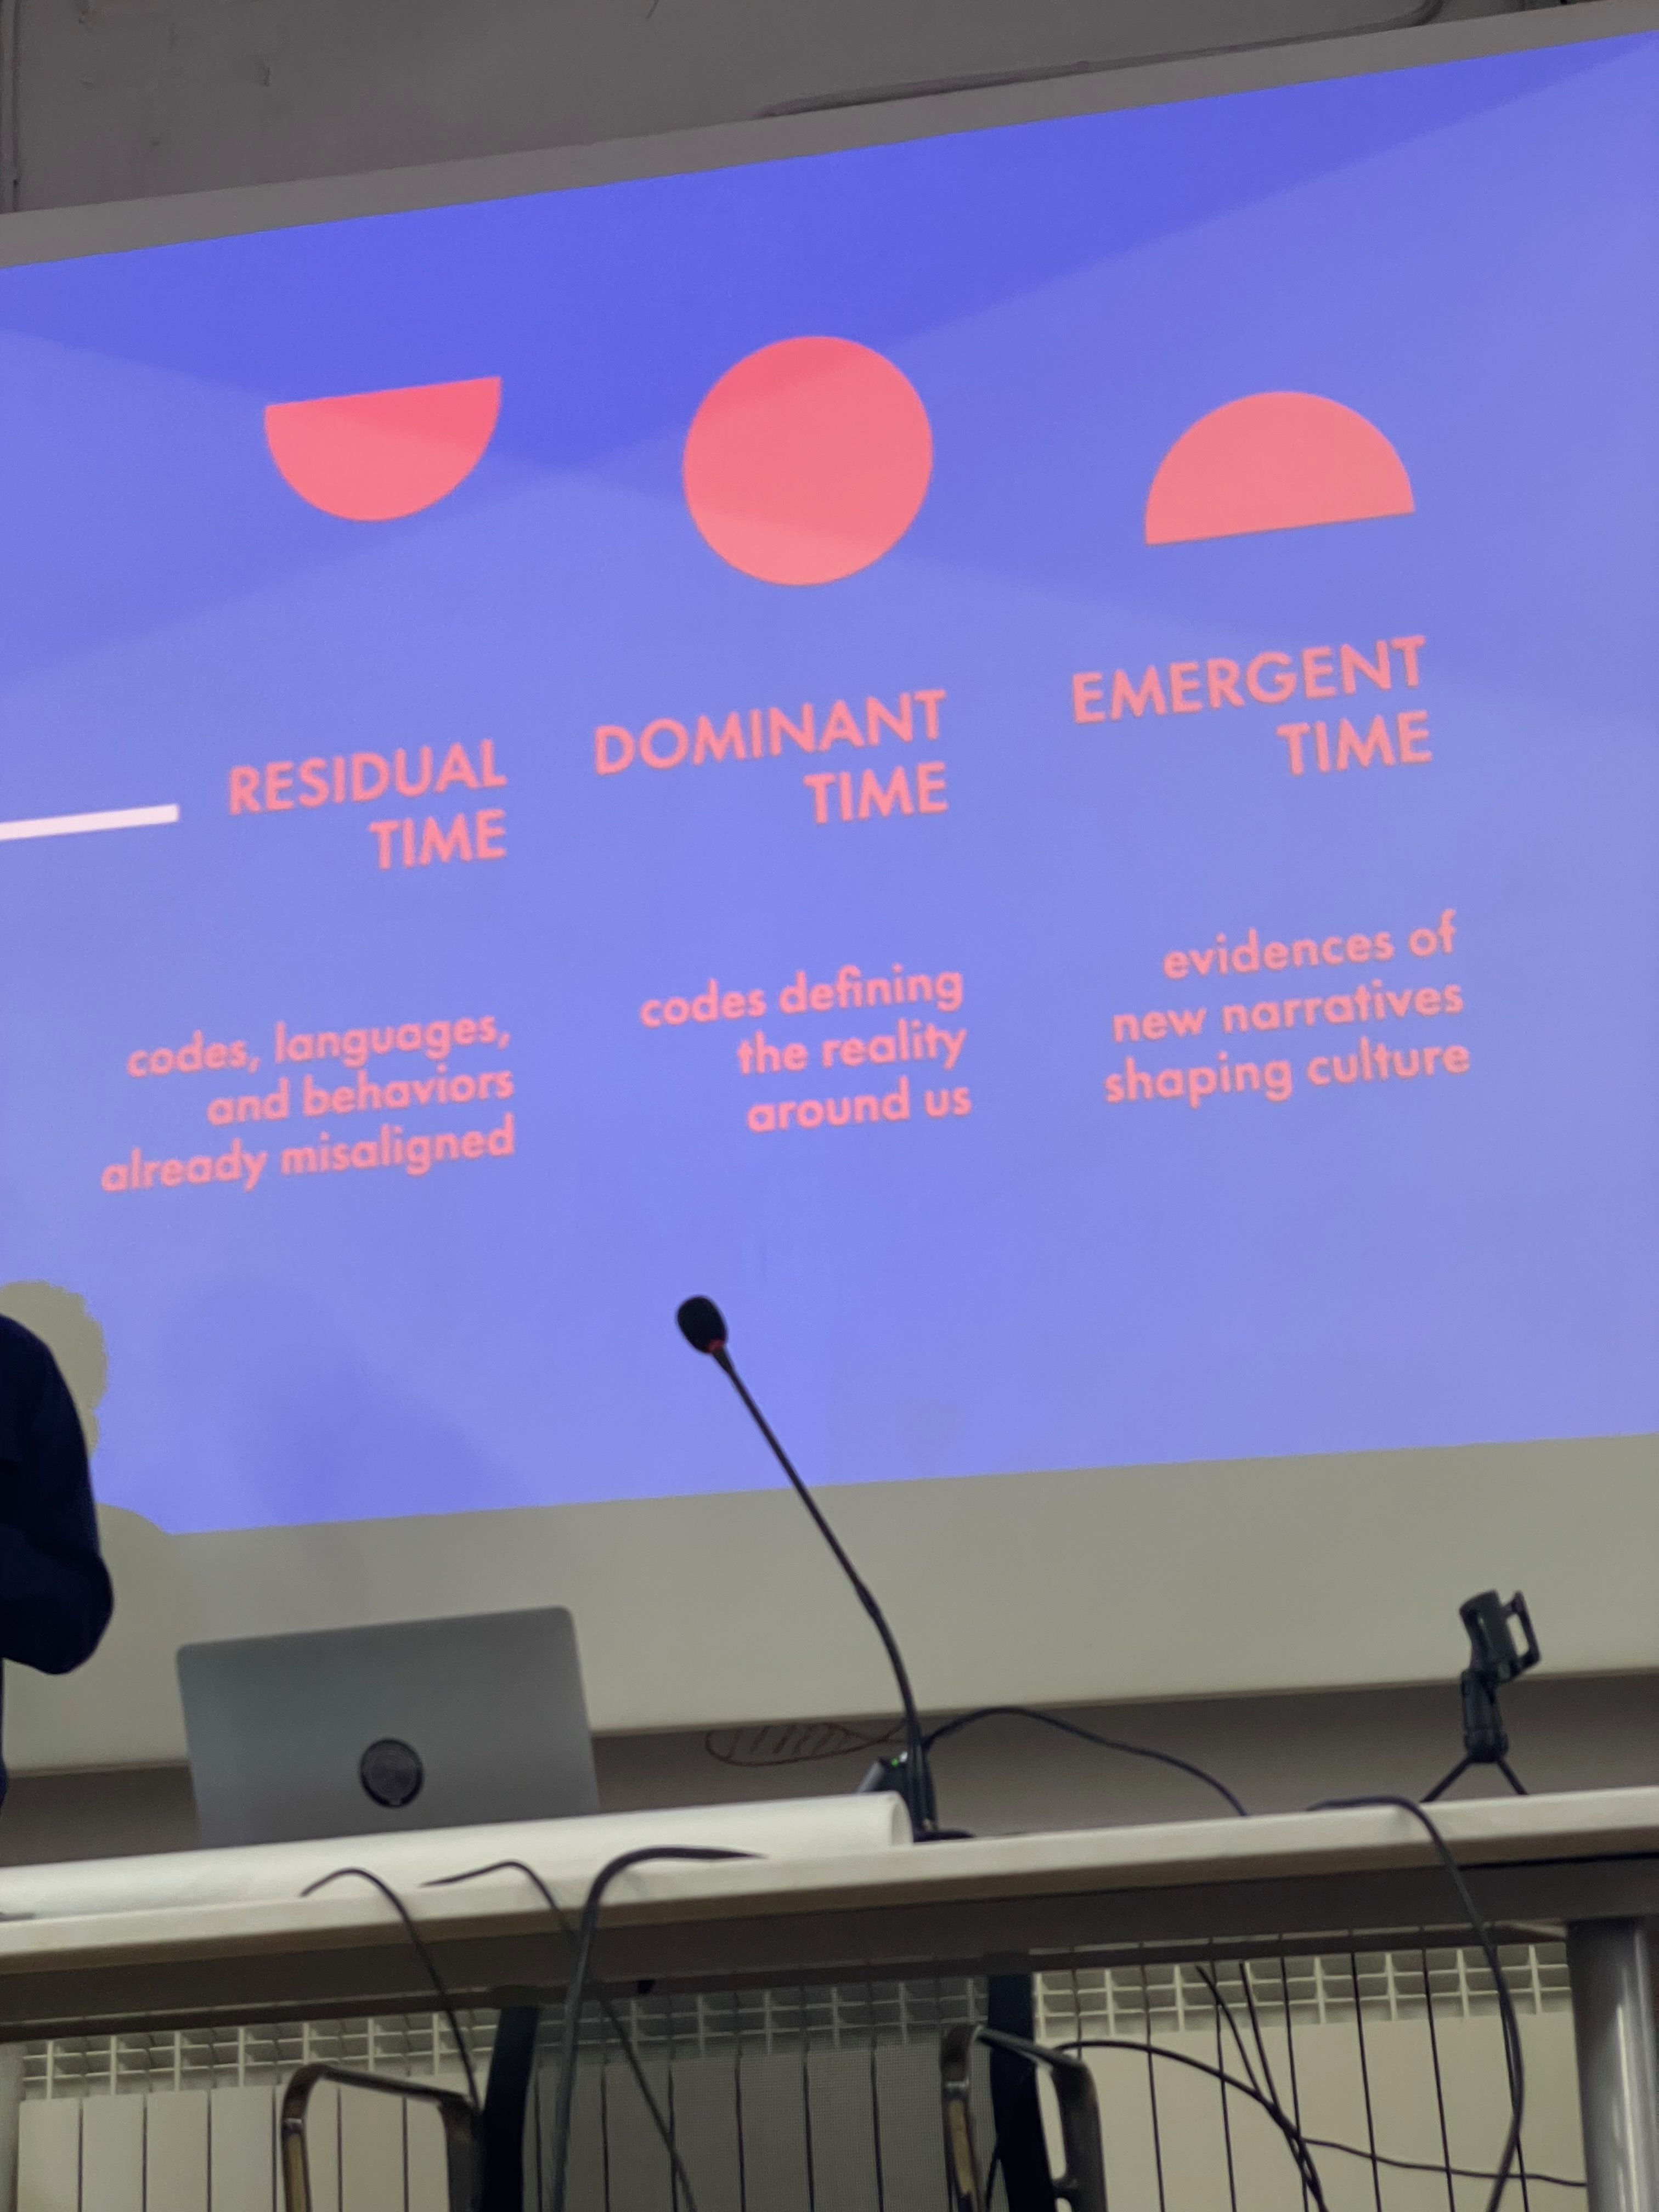 RESIDUAL
TIME
codes, languages,
and behaviors
already misaligned
DOMINANT
TIME
codes defining
the reality
around us
EMERGENT
TIME
evidences of
new narratives
shaping culture